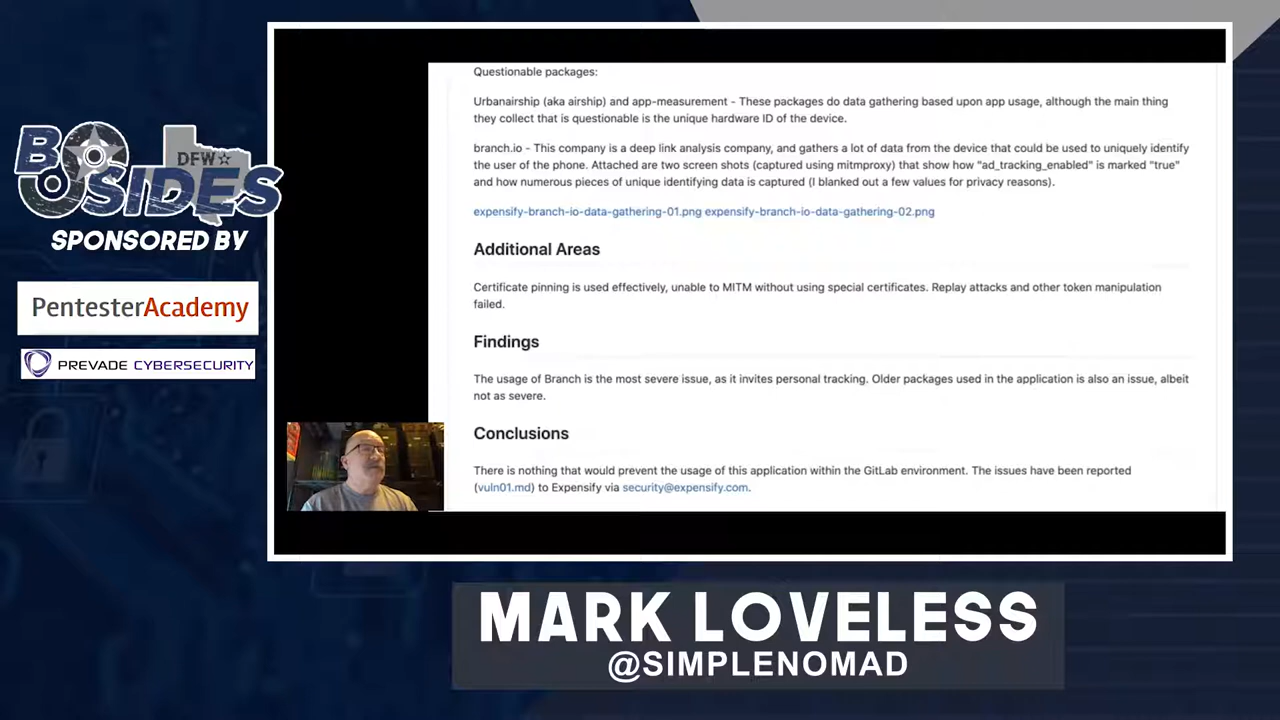 BSIDES
DFW
SPONSORED BY
PentesterAcademy
PREVADE CYBERSECURITY
Questionable packages:
Urbanairship (aka airship) and app-measurement - These packages do data gathering based upon app usage, although the main thing
they collect that is questionable is the unique hardware ID of the device.
branch.io - This company is a deep link analysis company, and gathers a lot of data from the device that could be used to uniquely identify
the user of the phone. Attached are two screen shots (captured using mitmproxy) that show how "ad_tracking_enabled" is marked "true"
and how numerous pieces of unique identifying data is captured (I blanked out a few values for privacy reasons).
expensify-branch-io-data-gathering-01.png expensify-branch-io-data-gathering-02.png
Additional Areas
Certificate pinning is used effectively, unable to MITM without using special certificates. Replay attacks and other token manipulation
failed.
Findings
The usage of Branch is the most severe issue, as it invites personal tracking. Older packages used in the application is also an issue, albeit
not as severe.
Conclusions
There is nothing that would prevent the usage of this application within the GitLab environment. The issues have been reported
(vuln01.md) to Expensify via security@expensify.com.
MARK LOVELESS
@SIMPLENOMAD